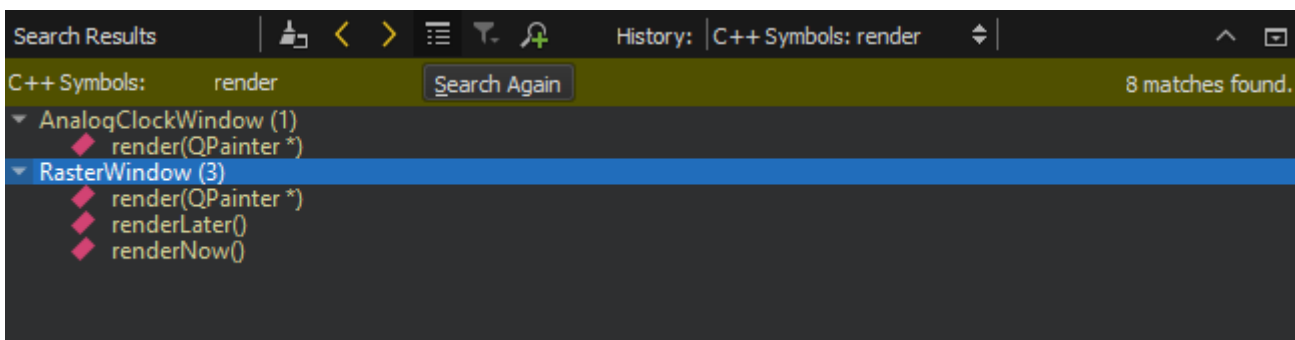 Search Results History: C++ Symbols: render
C++ Symbols: render Search Again 8 matches found.
AnalogClockWindow (1)
render(QPainter *)
RasterWindow (3)
render(QPainter *)
renderLater()
renderNow()